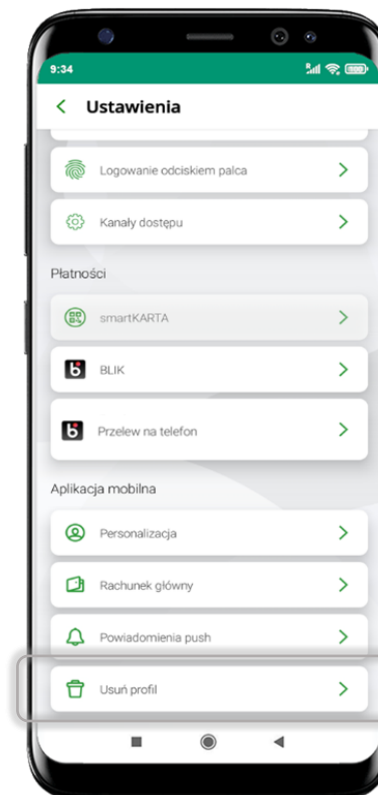 9:34
Ustawienia
Logowanie odciskiem palca
Kanały dostępu
Płatności
smartKARTA
BLIK
Przelew na telefon
Aplikacja mobilna
Personalizacja
Rachunek główny
Powiadomienia push
Usuń profil